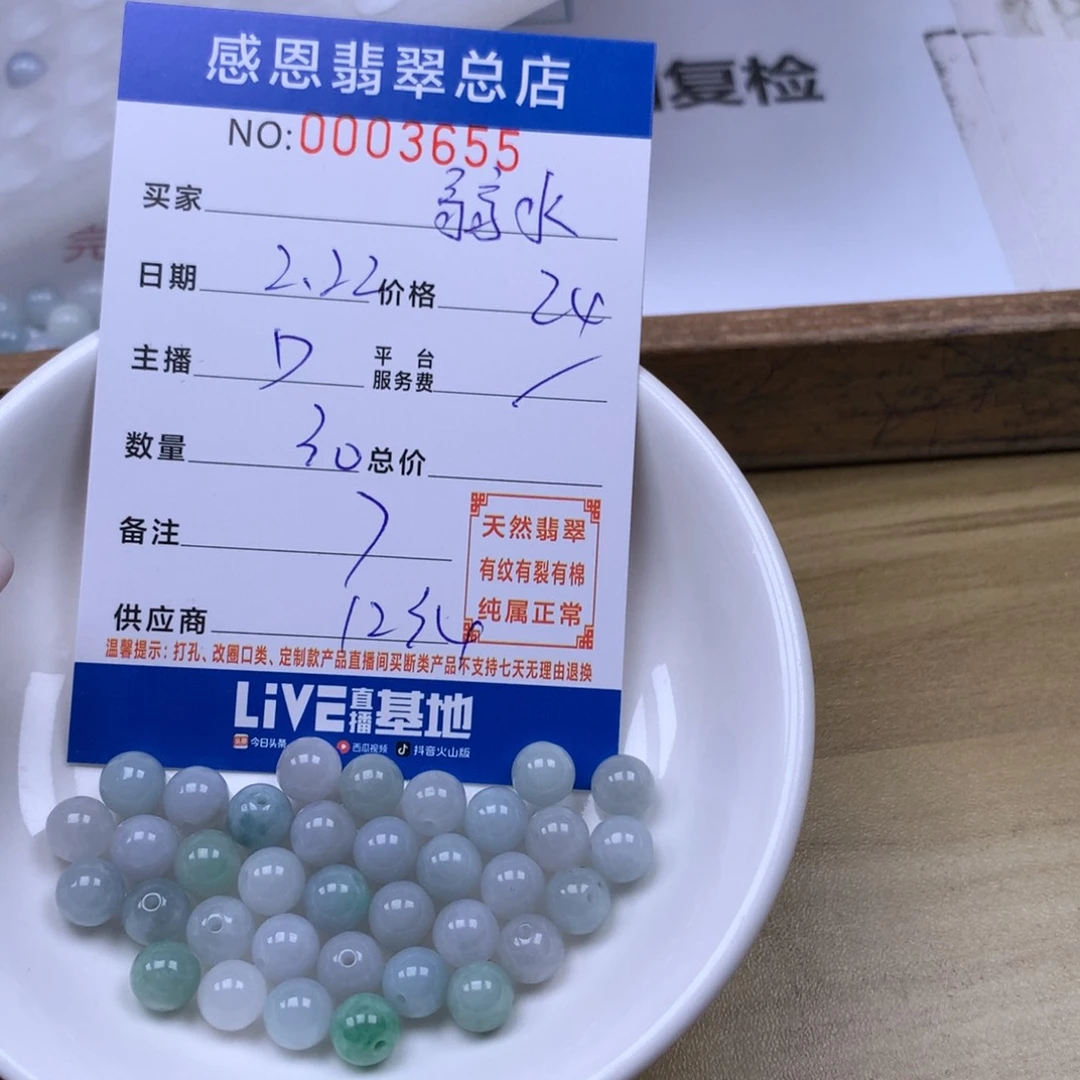 感恩翡翠总店
复检
NO:0003655
买家 弱水
日期 2、22 价格 24
主播 平台服务费 /
数量 30 总价
备注
天然翡翠
有纹有裂有棉
纯属正常
供应商
温馨提示：打孔、改圈口类、定制款产品直播间买断类产品不支持七天无理由退换
LiVE直播基地
今日头条 西瓜视频 抖音火山版